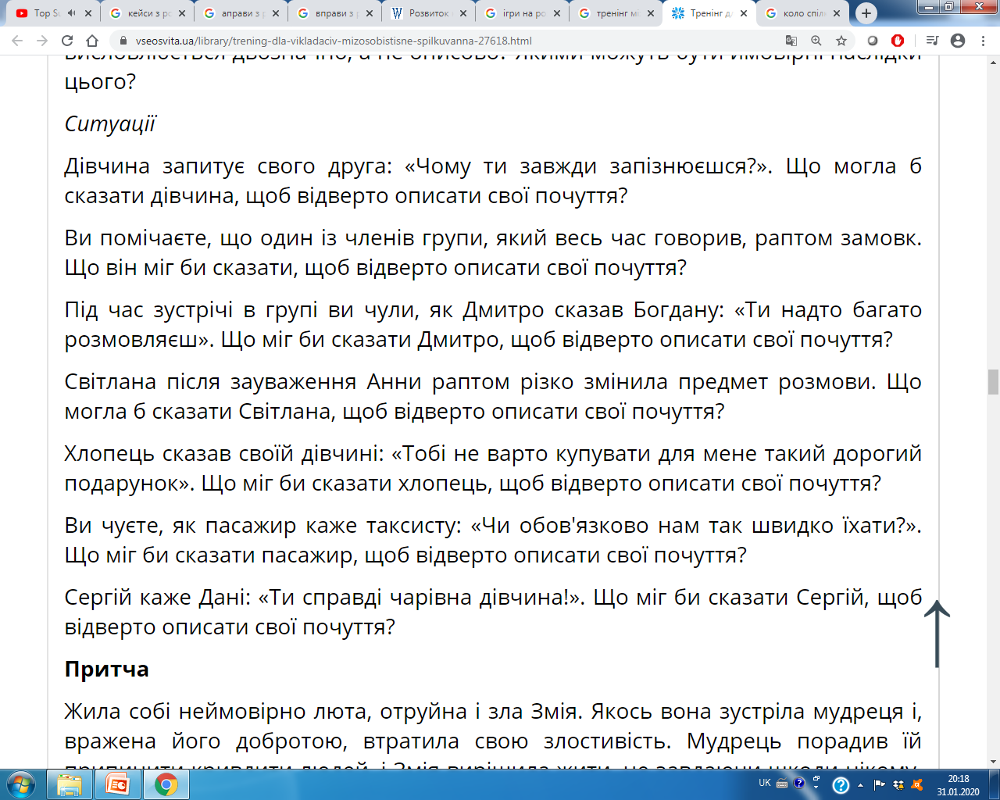 Top Su
кейси з ро
аправи з р
вправи з р
Розвиток
ігри на ро
тренінг мі
Тренінг дл
коло спілк
vseosvita.ua/library/trening-dla-vikladaciv-mizosobistisne-spilkuvanna-27618.html
цього?
Ситуації
Дівчина запитує свого друга: «Чому ти завжди запізнюєшся?». Що могла б
сказати дівчина, щоб відверто описати свої почуття?
Ви помічаєте, що один із членів групи, який весь час говорив, раптом замовк.
Що він міг би сказати, щоб відверто описати свої почуття?
Під час зустрічі в групі ви чули, як Дмитро сказав Богдану: «Ти надто багато
розмовляєш». Що міг би сказати Дмитро, щоб відверто описати свої почуття?
Світлана після зауваження Анни раптом різко змінила предмет розмови. Що
могла б сказати Світлана, щоб відверто описати свої почуття?
Хлопець сказав своїй дівчині: «Тобі не варто купувати для мене такий дорогий
подарунок». Що міг би сказати хлопець, щоб відверто описати свої почуття?
Ви чуєте, як пасажир каже таксисту: «Чи обов'язково нам так швидко їхати?».
Що міг би сказати пасажир, щоб відверто описати свої почуття?
Сергій каже Дані: «Ти справді чарівна дівчина!». Що міг би сказати Сергій, щоб
відверто описати свої почуття?
Притча
Жила собі неймовірно люта, отруйна і зла Змія. Якось вона зустріла мудреця і,
вражена його добротою, втратила свою злостивість. Мудрець порадив їй
UK
20:18
31.01.2020